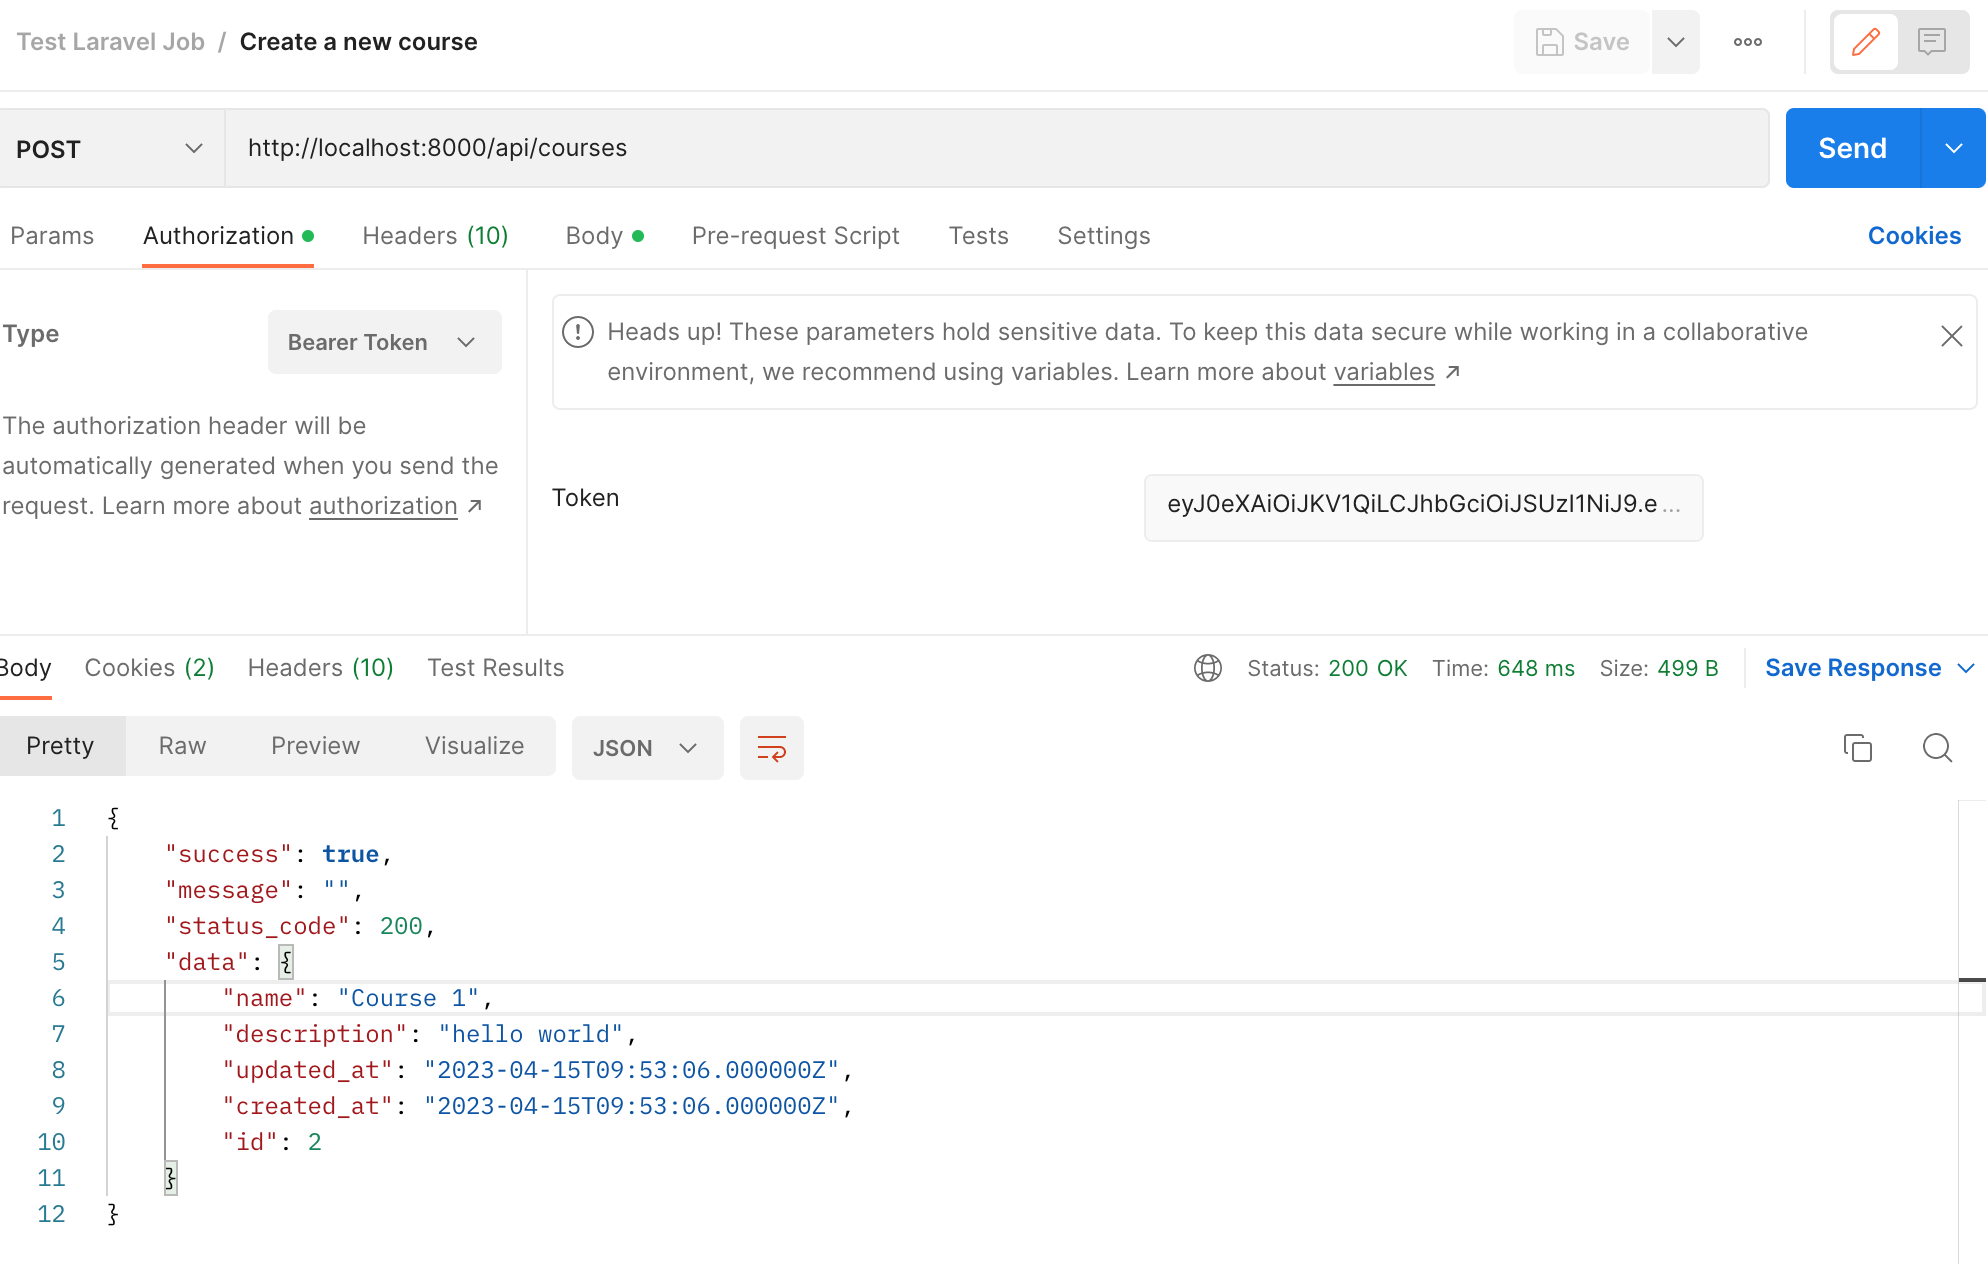 Test Laravel Job / Create a new course
Save
POST
http://localhost:8000/api/courses
Send
Params
Authorization
Headers (10)
Body
Pre-request Script
Tests
Settings
Cookies
Type
Bearer Token
The authorization header will be
automatically generated when you send the
request. Learn more about authorization ↗
Heads up! These parameters hold sensitive data. To keep this data secure while working in a collaborative
environment, we recommend using variables. Learn more about variables ↗
Token
eyJ0eXAiOiJKV1QiLCJhbGciOiJSUzI1NiJ9.e...
Body
Cookies (2)
Headers (10)
Test Results
Status: 200 OK
Time: 648 ms
Size: 499 B
Save Response
Pretty
Raw
Preview
Visualize
JSON
1 {
2 "success": true,
3 "message": "",
4 "status_code": 200,
5 "data": {
6 "name": "Course 1",
7 "description": "hello world",
8 "updated_at": "2023-04-15T09:53:06.000000Z",
9 "created_at": "2023-04-15T09:53:06.000000Z",
10 "id": 2
11 }
12 }